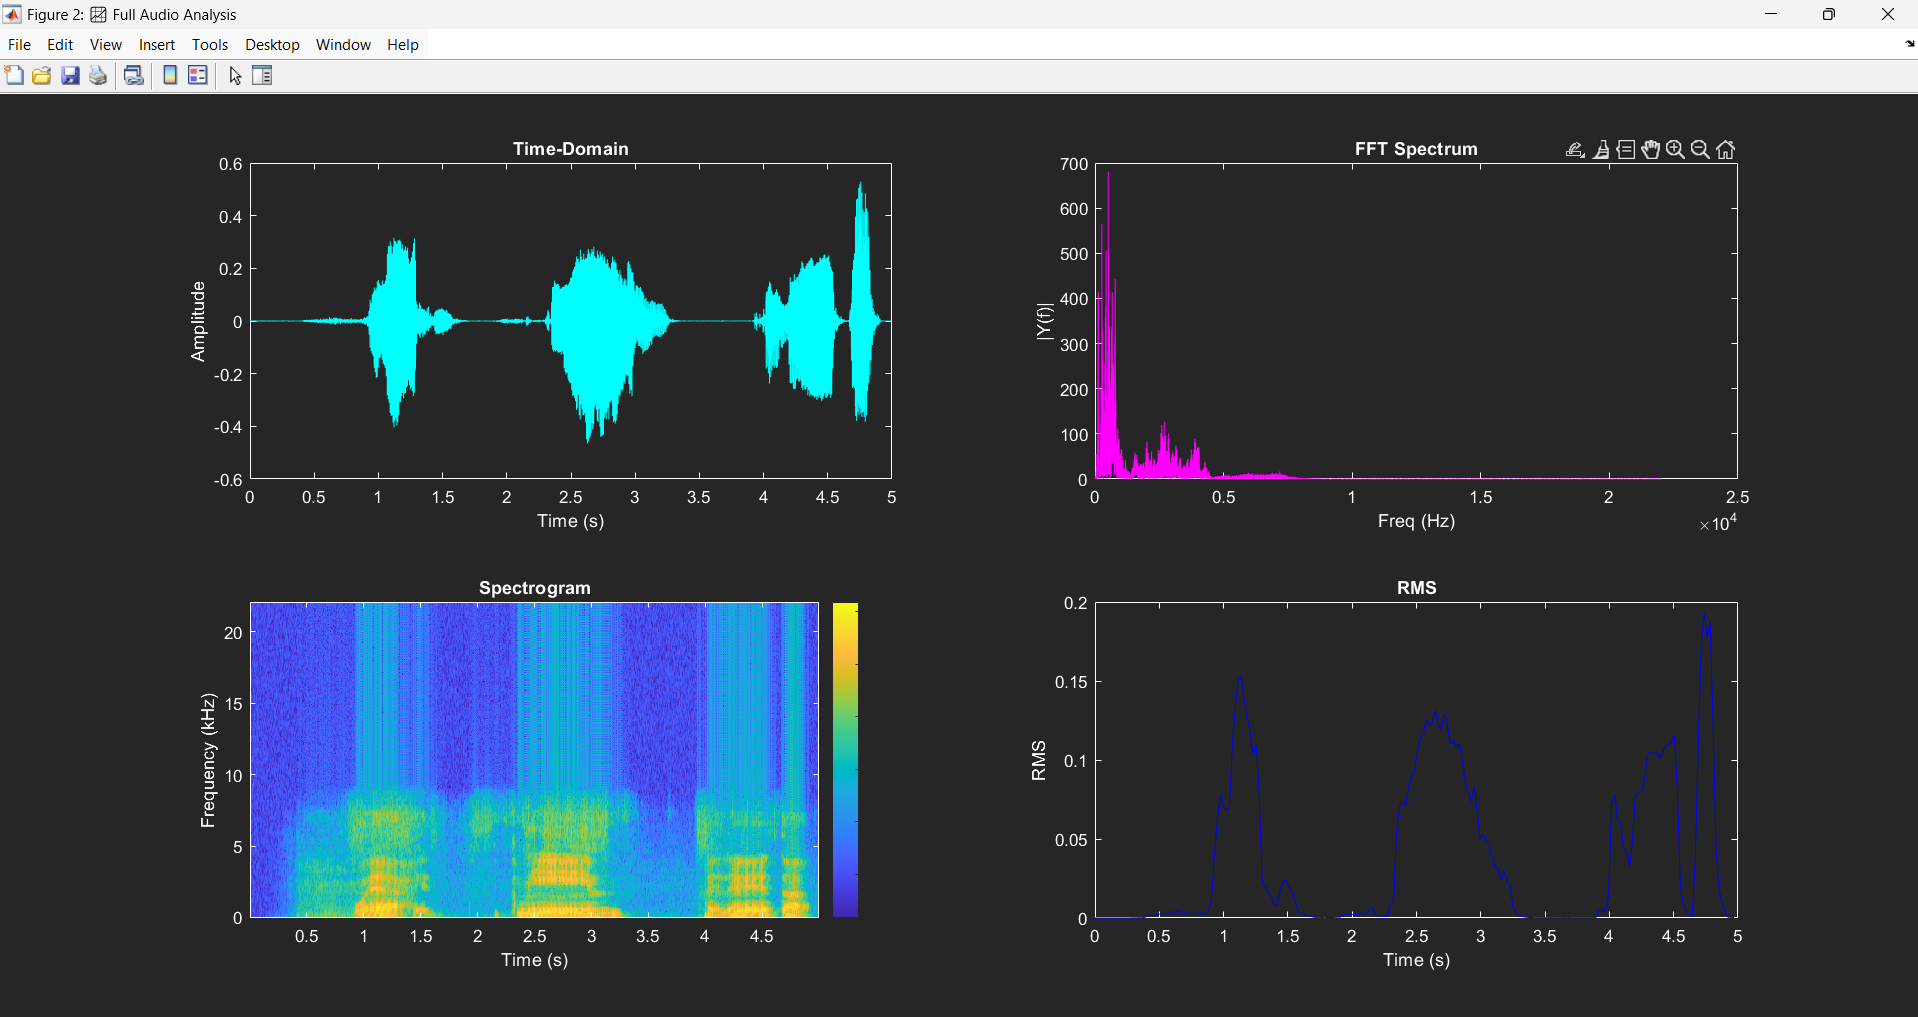 Figure 2: Full Audio Analysis
File Edit View Insert Tools Desktop Window Help
Time-Domain
0.6
0.4
0.2
0
-0.2
-0.4
-0.6
Amplitude
0 0.5 1 1.5 2 2.5 3 3.5 4 4.5 5
Time (s)
FFT Spectrum
700
600
500
400
300
200
100
0
|Y(f)|
0 0.5 1 1.5 2 2.5
Freq (Hz)
×10⁴
Spectrogram
20
15
10
5
0
Frequency (kHz)
0.5 1 1.5 2 2.5 3 3.5 4 4.5
Time (s)
RMS
0.2
0.15
0.1
0.05
0
RMS
0 0.5 1 1.5 2 2.5 3 3.5 4 4.5 5
Time (s)